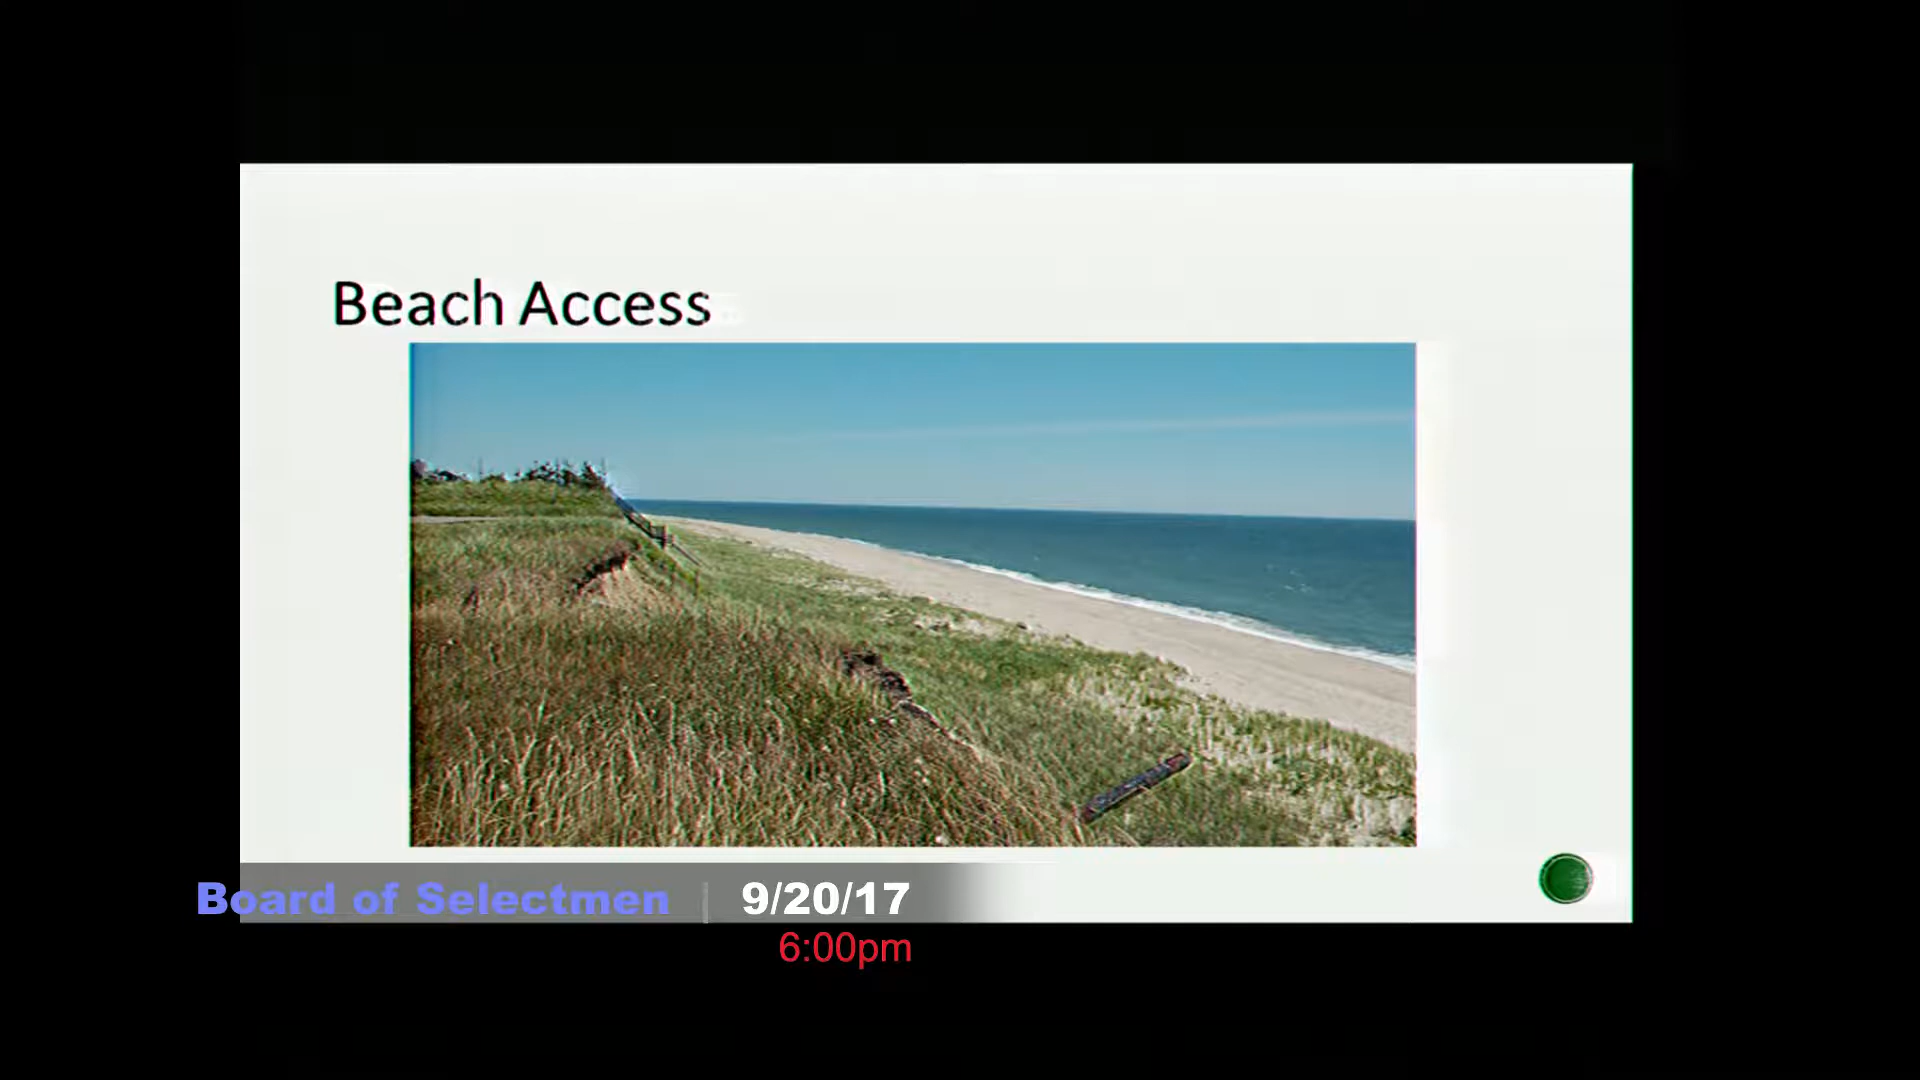 Beach Access
Board of Selectmen | 9/20/17
6:00pm